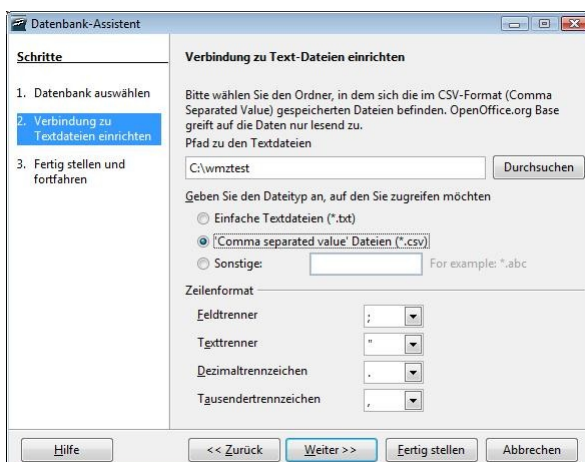 Datenbank-Assistent
Schritte
1. Datenbank auswählen
2. Verbindung zu
Textdateien einrichten
3. Fertig stellen und
fortfahren
Verbindung zu Text-Dateien einrichten
Bitte wählen Sie den Ordner, in dem sich die im CSV-Format (Comma
Separated Value) gespeicherten Dateien befinden. OpenOffice.org Base
greift auf die Daten nur lesend zu.
Pfad zu den Textdateien
C:\wmztest
Durchsuchen
Geben Sie den Dateityp an, auf den Sie zugreifen möchten
Einfache Textdateien (*.txt)
'Comma separated value' Dateien (*.csv)
Sonstige:
For example: *.abc
Zeilenformat
Feldtrenner ;
Texttrenner "
Dezimaltrennzeichen .
Tausendertrennzeichen ,
Hilfe
<< Zurück
Weiter >>
Fertig stellen
Abbrechen